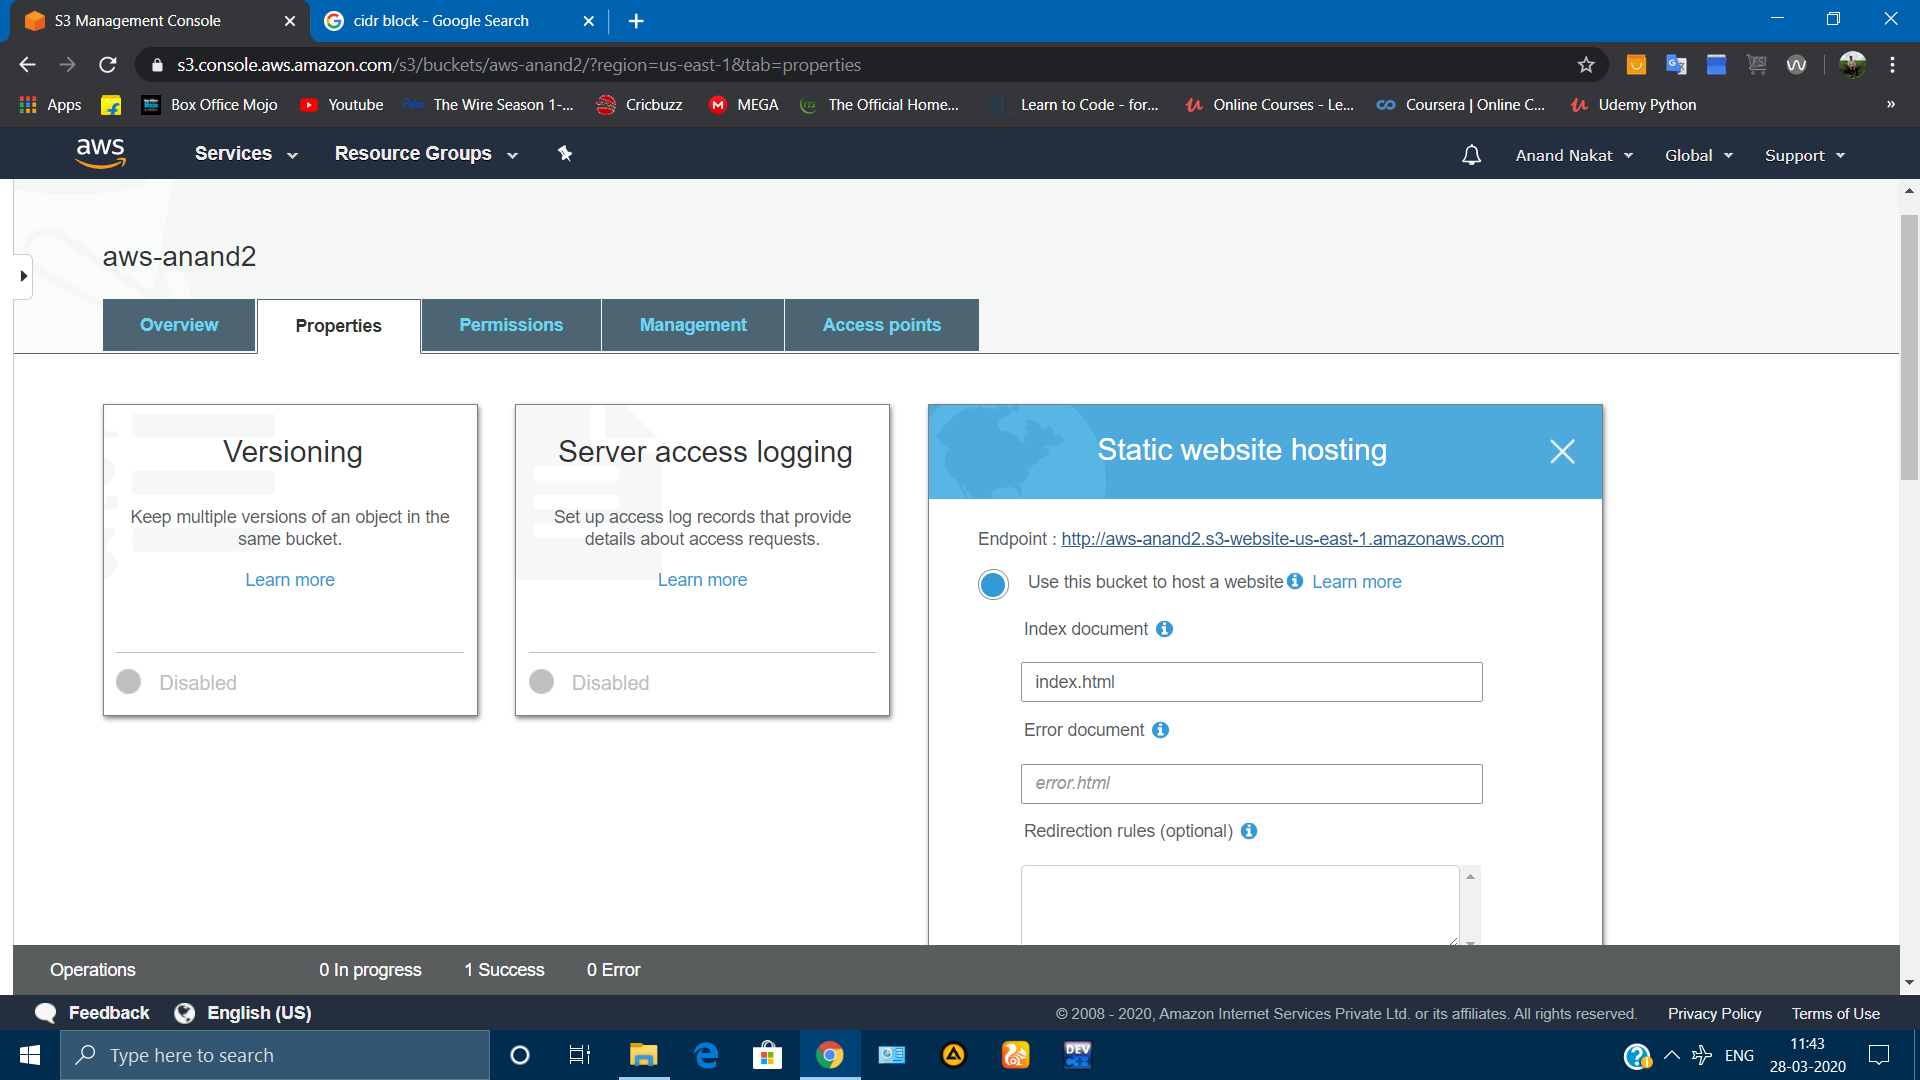 S3 Management Console
cidr block - Google Search
s3.console.aws.amazon.com/s3/buckets/aws-anand2/?region=us-east-1&tab=properties
Apps
Box Office Mojo
Youtube
The Wire Season 1-...
Cricbuzz
MEGA
The Official Home...
Learn to Code - for...
Online Courses - Le...
Coursera | Online C...
Udemy Python
»
aws
Services
Resource Groups
Anand Nakat
Global
Support
aws-anand2
Overview
Properties
Permissions
Management
Access points
Versioning
Keep multiple versions of an object in the
same bucket.
Learn more
Disabled
Server access logging
Set up access log records that provide
details about access requests.
Learn more
Disabled
Static website hosting
Endpoint : http://aws-anand2.s3-website-us-east-1.amazonaws.com
Use this bucket to host a website Learn more
Index document
index.html
Error document
error.html
Redirection rules (optional)
Operations
0 In progress
1 Success
0 Error
Feedback
English (US)
© 2008 - 2020, Amazon Internet Services Private Ltd. or its affiliates. All rights reserved.
Privacy Policy
Terms of Use
Type here to search
DEV
ENG
11:43
28-03-2020